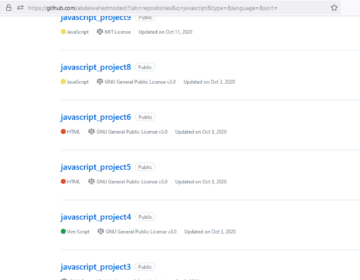 https://github.com/abdelwahedmodest?tab=repositories&q=javascript&type=&language=&sort=
javascript_project9 Public
JavaScript MIT License Updated on Oct 11, 2020
javascript_project8 Public
JavaScript GNU General Public License v3.0 Updated on Oct 3, 2020
javascript_project6 Public
HTML GNU General Public License v3.0 Updated on Oct 3, 2020
javascript_project5 Public
HTML GNU General Public License v3.0 Updated on Oct 3, 2020
javascript_project4 Public
Vim Script GNU General Public License v3.0 Updated on Oct 3, 2020
javascript_project3 Public